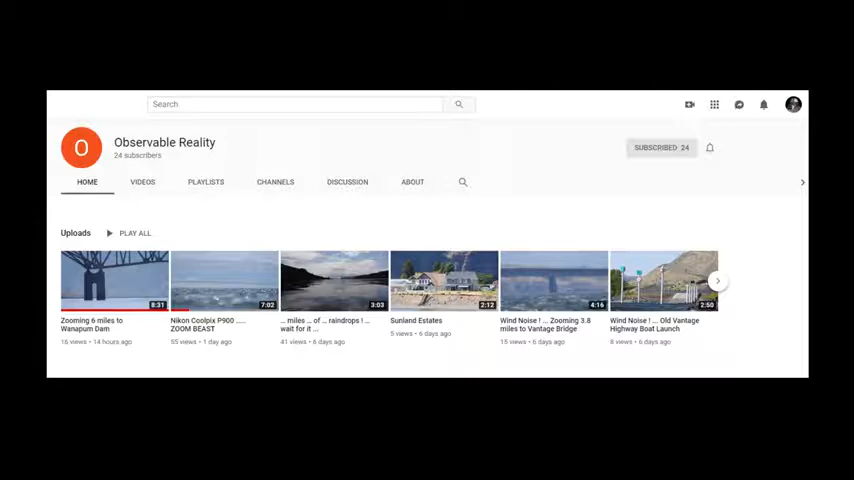 Search
O
Observable Reality
24 subscribers
SUBSCRIBED 24
HOME VIDEOS PLAYLISTS CHANNELS DISCUSSION ABOUT
Uploads PLAY ALL
8:31
7:02
3:03
2:12
4:16
2:50
Zooming 6 miles to
Wanapum Dam
16 views • 14 hours ago
Nikon Coolpix P900 .....
ZOOM BEAST
55 views • 1 day ago
... miles ... of ... raindrops ! ...
wait for it ...
41 views • 6 days ago
Sunland Estates
5 views • 6 days ago
Wind Noise ! ... Zooming 3.8
miles to Vantage Bridge
15 views • 6 days ago
Wind Noise ! ... Old Vantage
Highway Boat Launch
8 views • 6 days ago